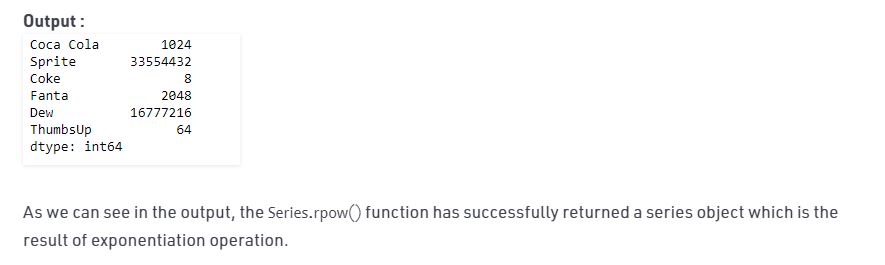 Output :
Coca Cola 1024
Sprite 33554432
Coke 8
Fanta 2048
Dew 16777216
ThumbsUp 64
dtype: int64
As we can see in the output, the Series.rpow() function has successfully returned a series object which is the
result of exponentiation operation.